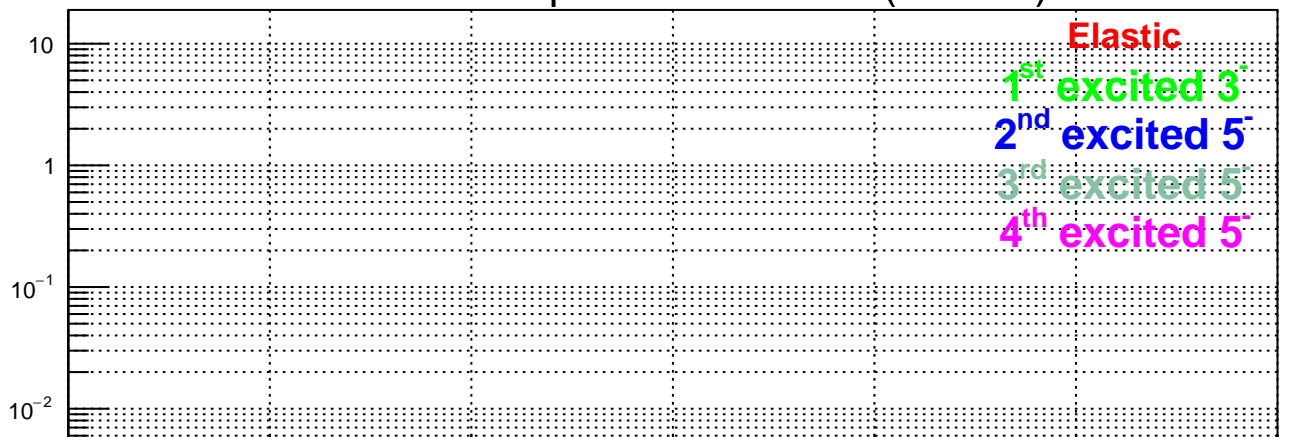 10
Elastic
1st excited 3-
2nd excited 5-
1
3rd excited 5-
4th excited 5-
10−1
10−2